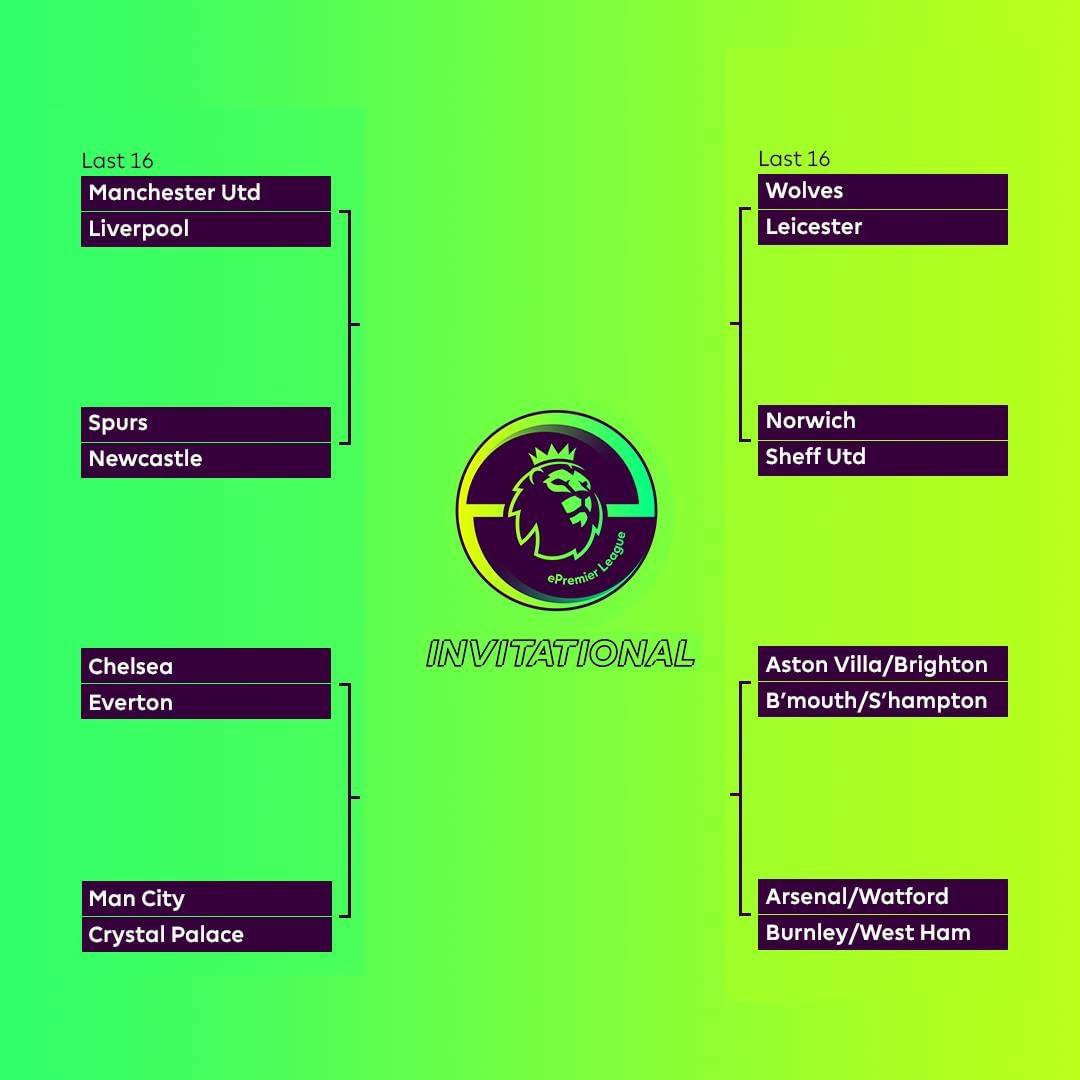 Last 16
Manchester Utd
Liverpool
Spurs
Newcastle
Chelsea
Everton
Man City
Crystal Palace
ePremier League
INVITATIONAL
Last 16
Wolves
Leicester
Norwich
Sheff Utd
Aston Villa/Brighton
B’mouth/S’hampton
Arsenal/Watford
Burnley/West Ham